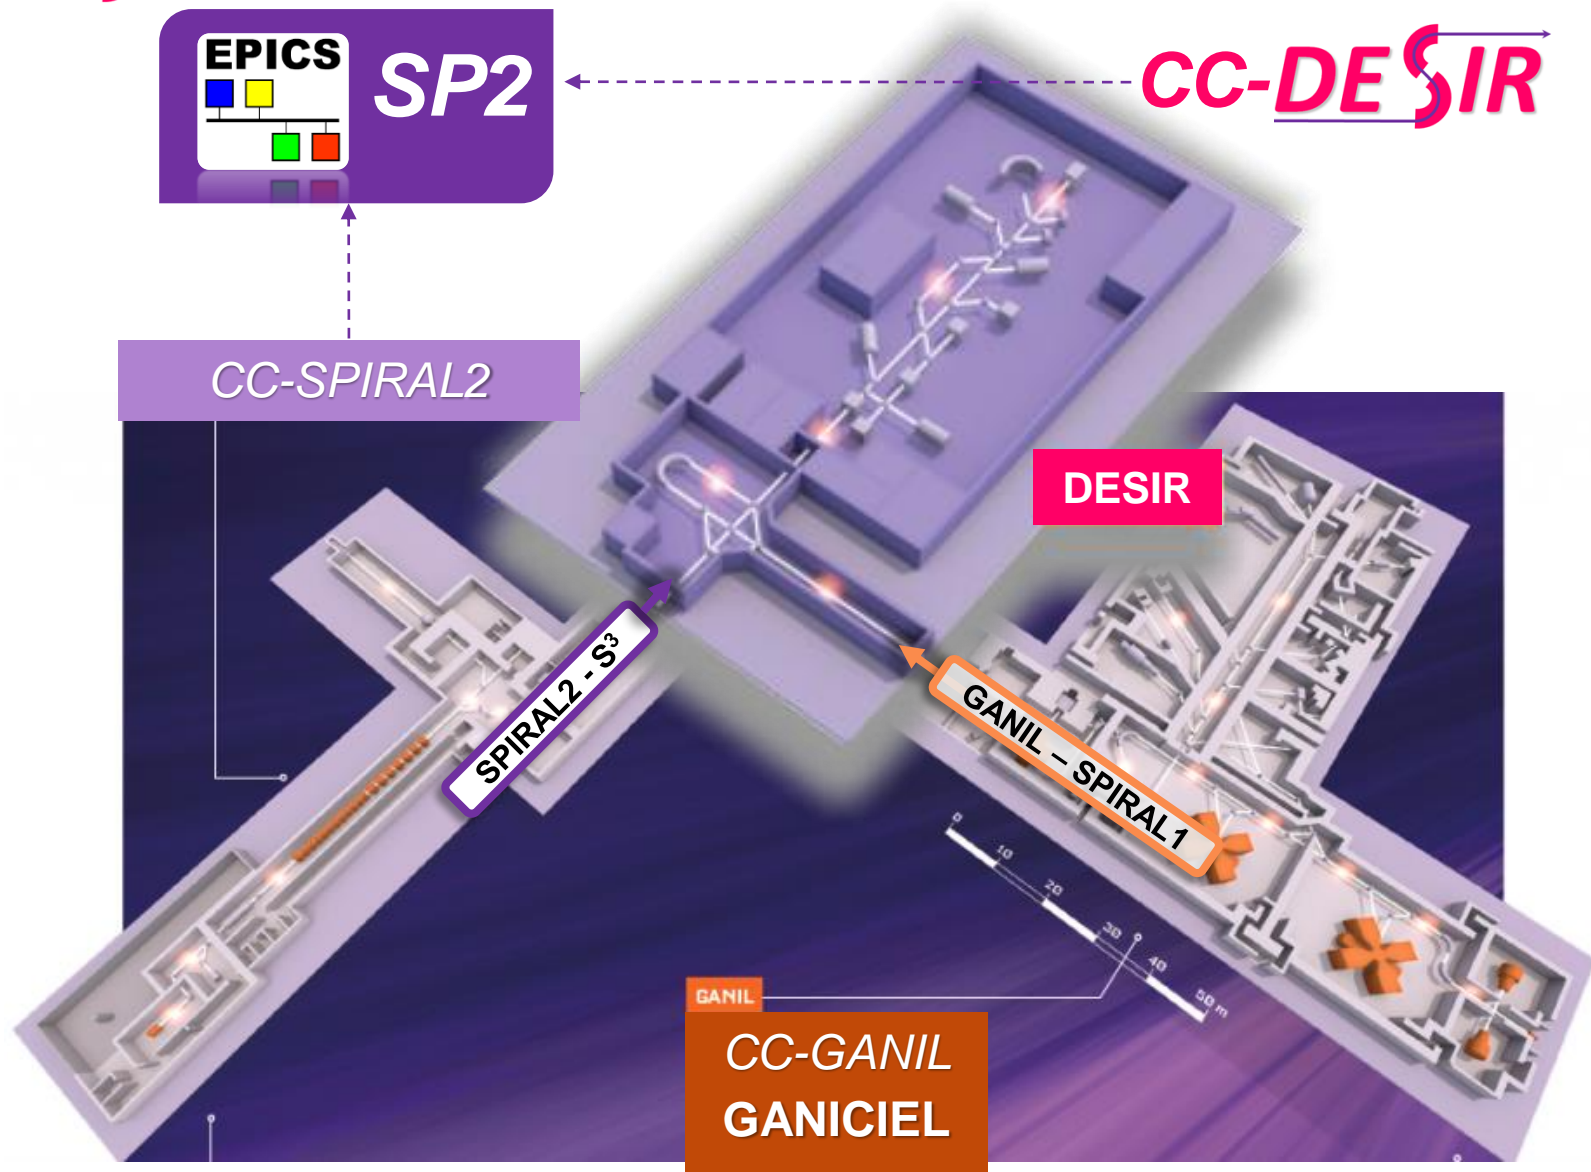 EPICS
SP2
CC-DESIR
CC-SPIRAL2
DESIR
SPIRAL2 - S³
GANIL – SPIRAL1
0
10
20
30
40
50 m
GANIL
CC-GANIL
GANICIEL